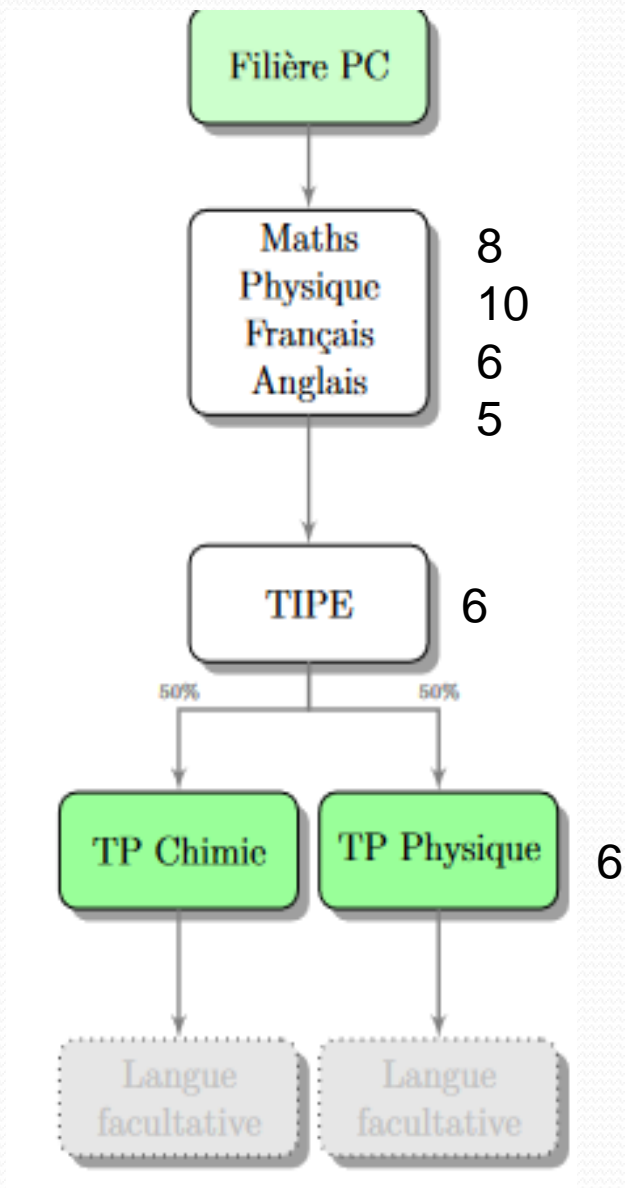 Filière PC
Maths 8
Physique 10
Français 6
Anglais 5
TIPE 6
50% 50%
TP Chimie TP Physique 6
Langue facultative
Langue facultative